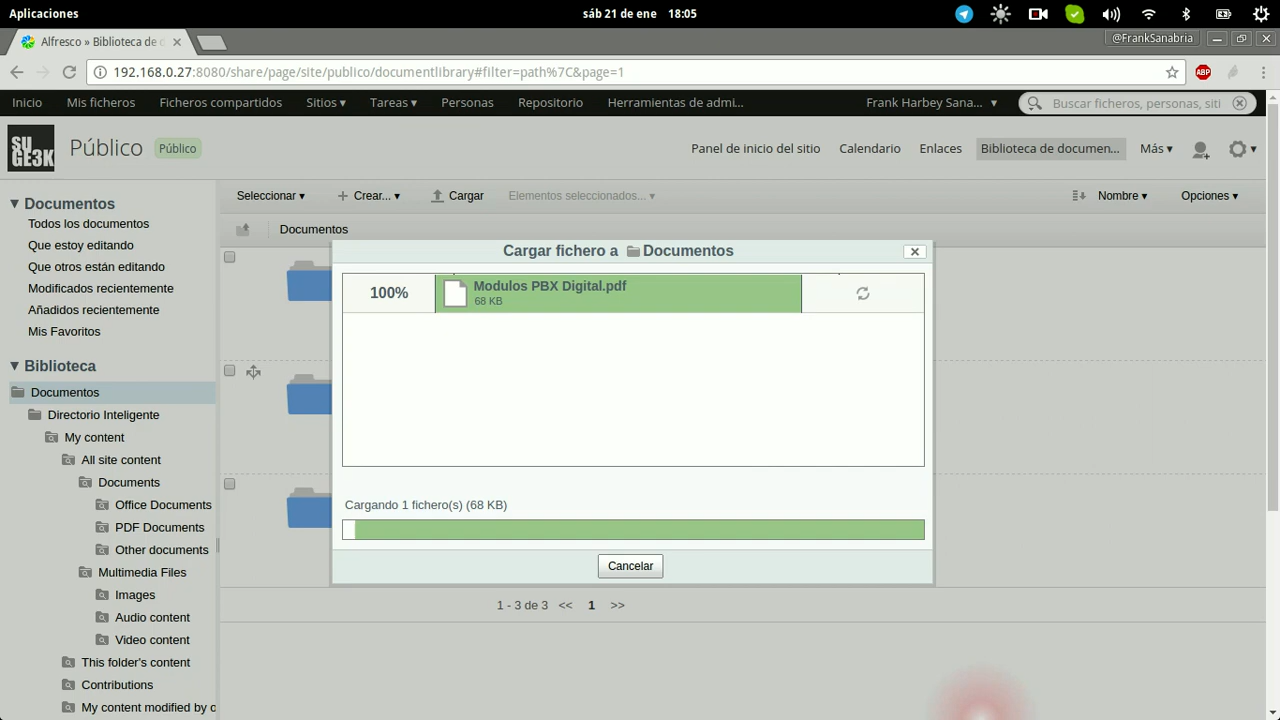 Aplicaciones
sáb 21 de ene 18:05
Alfresco » Biblioteca de d
@FrankSanabria
192.168.0.27:8080/share/page/site/publico/documentlibrary#filter=path%7C&page=1
ABP
Inicio Mis ficheros Ficheros compartidos Sitios Tareas Personas Repositorio Herramientas de admi... Frank Harbey Sana... Buscar ficheros, personas, siti
SU
GE3K
Público Público
Panel de inicio del sitio Calendario Enlaces Biblioteca de documen... Más
Seleccionar Crear... Cargar Elementos seleccionados... Nombre Opciones
Documentos
Documentos
Todos los documentos
Que estoy editando
Que otros están editando
Modificados recientemente
Añadidos recientemente
Mis Favoritos
Biblioteca
Documentos
Directorio Inteligente
My content
All site content
Documents
Office Documents
PDF Documents
Other documents
Multimedia Files
Images
Audio content
Video content
This folder's content
Contributions
My content modified by o
Cargar fichero a Documentos
100% Modulos PBX Digital.pdf
68 KB
Cargando 1 fichero(s) (68 KB)
Cancelar
1 - 3 de 3 << 1 >>